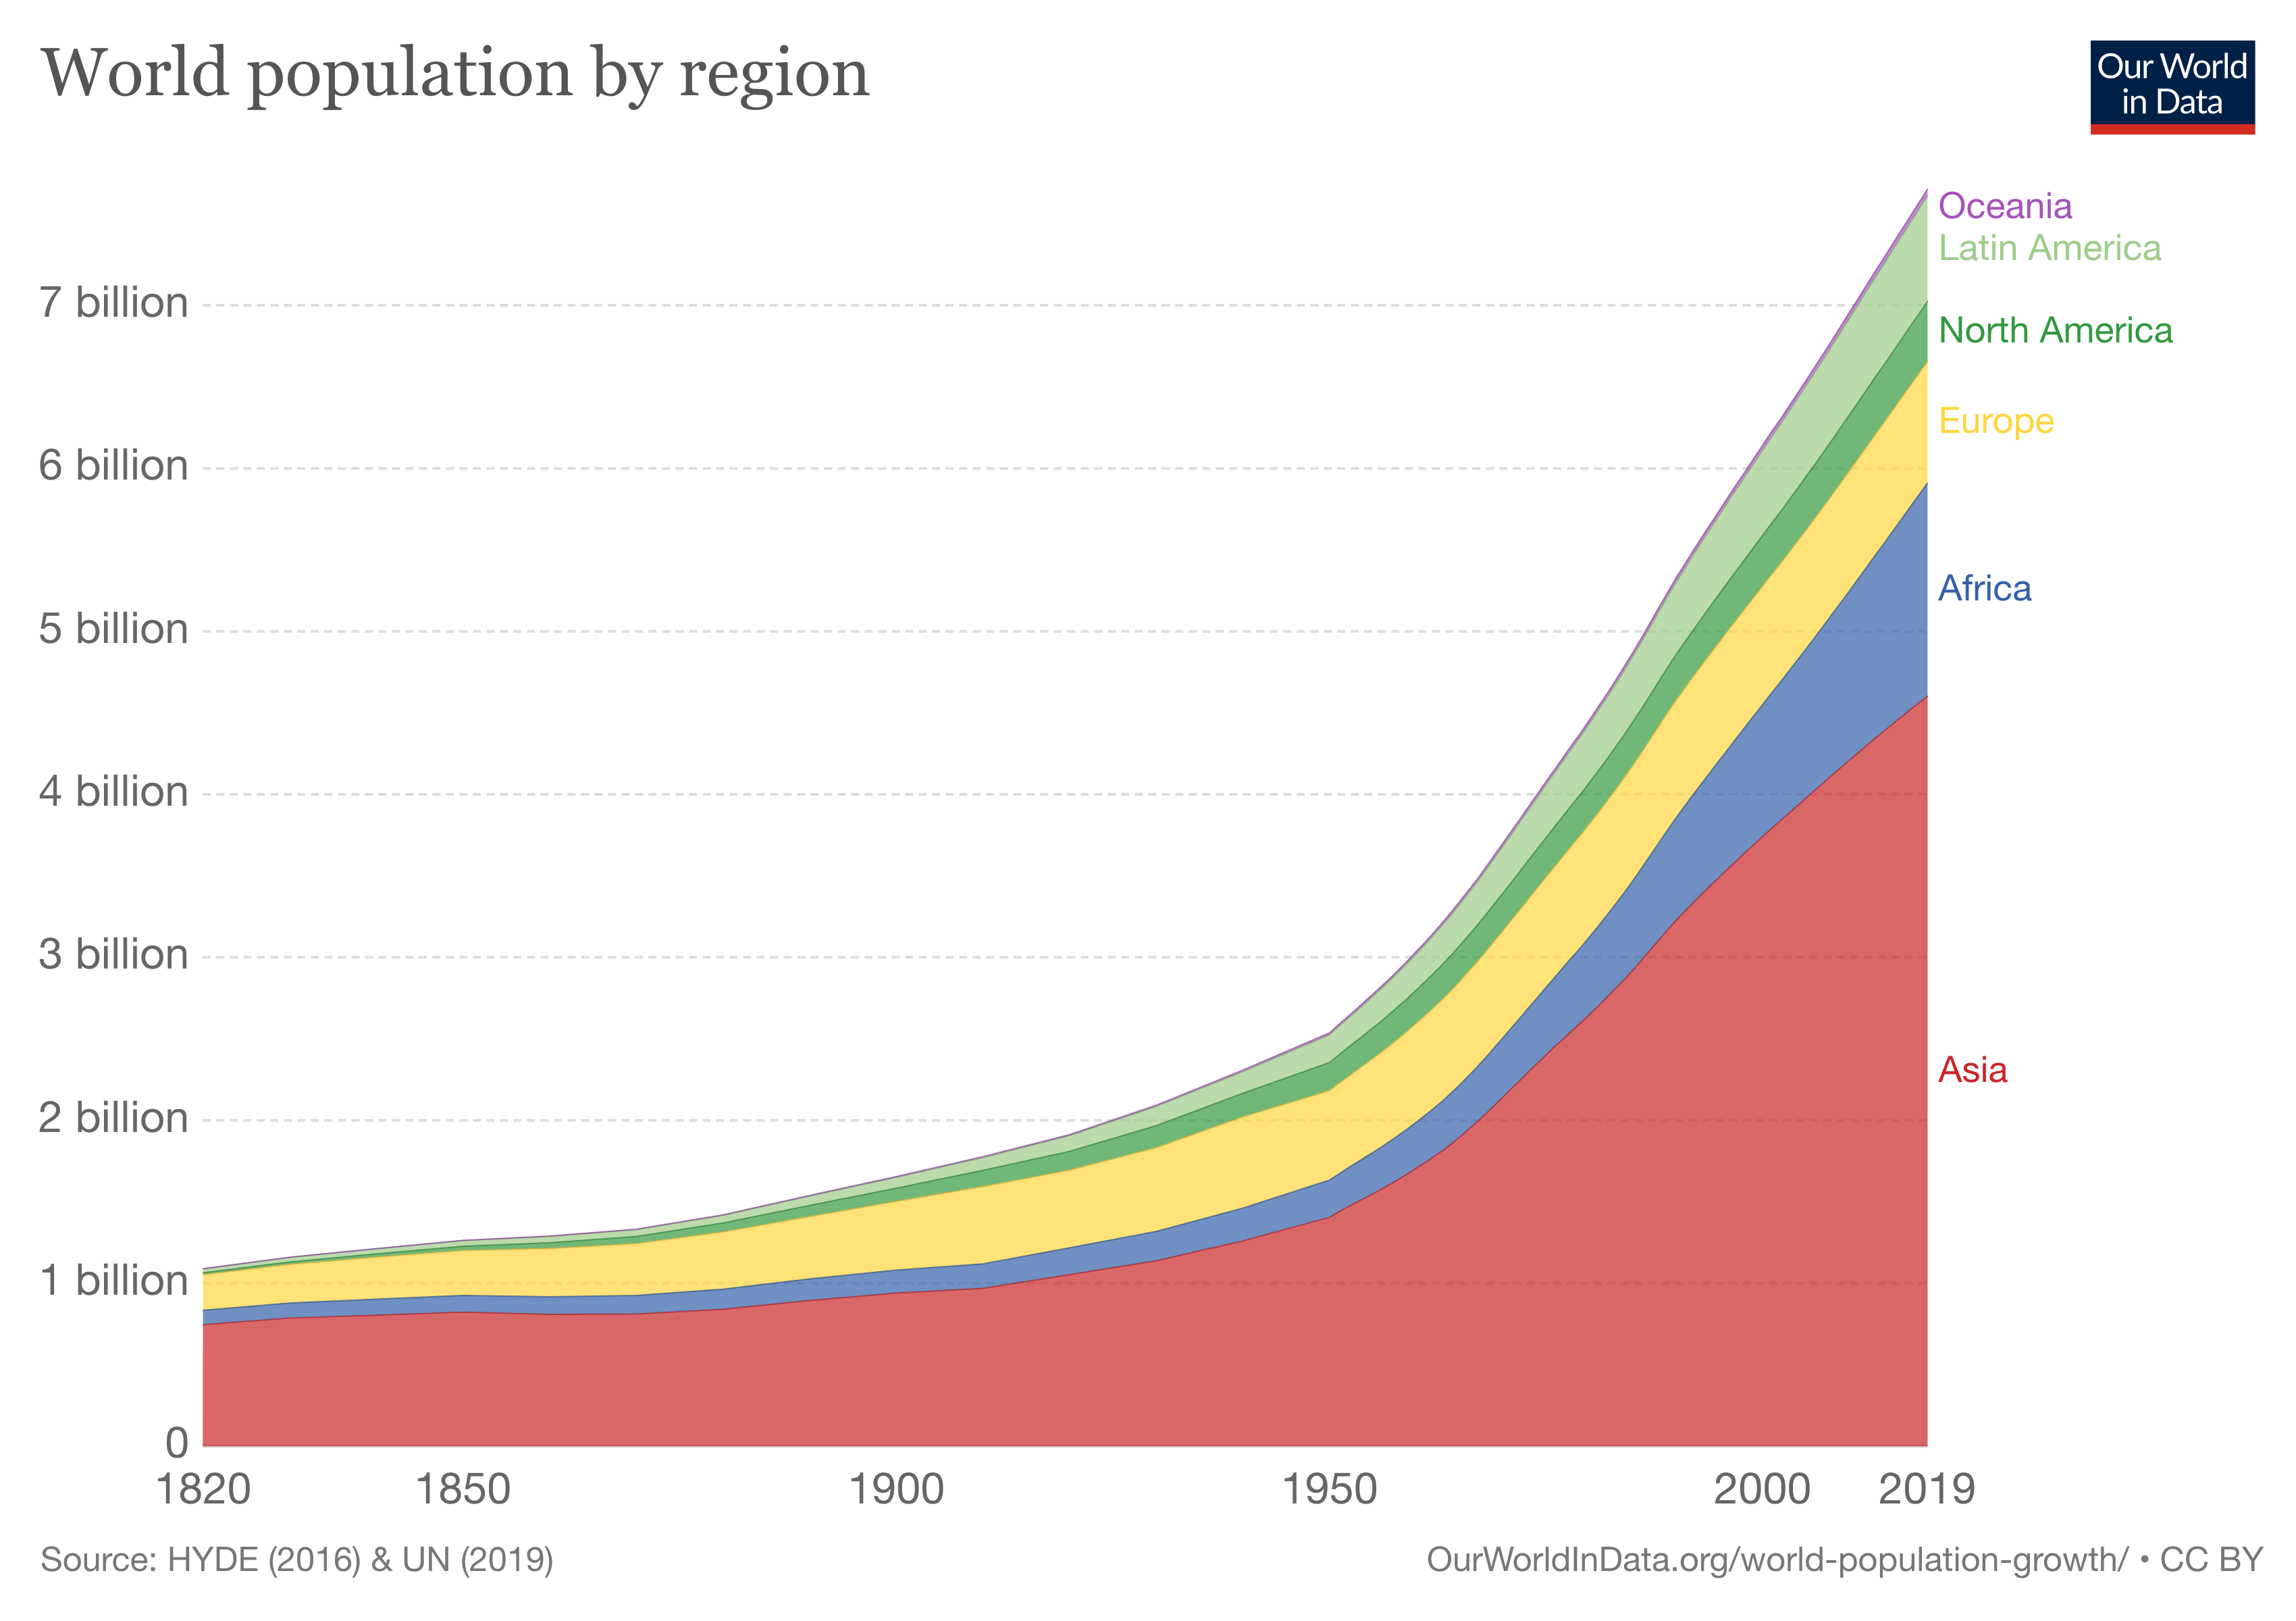 World population by region
Our World
in Data
Oceania
Latin America
7 billion
North America
Europe
6 billion
Africa
5 billion
4 billion
3 billion
Asia
2 billion
1 billion
0
1820 1850 1900 1950 2000 2019
Source: HYDE (2016) & UN (2019)
OurWorldInData.org/world-population-growth/ • CC BY